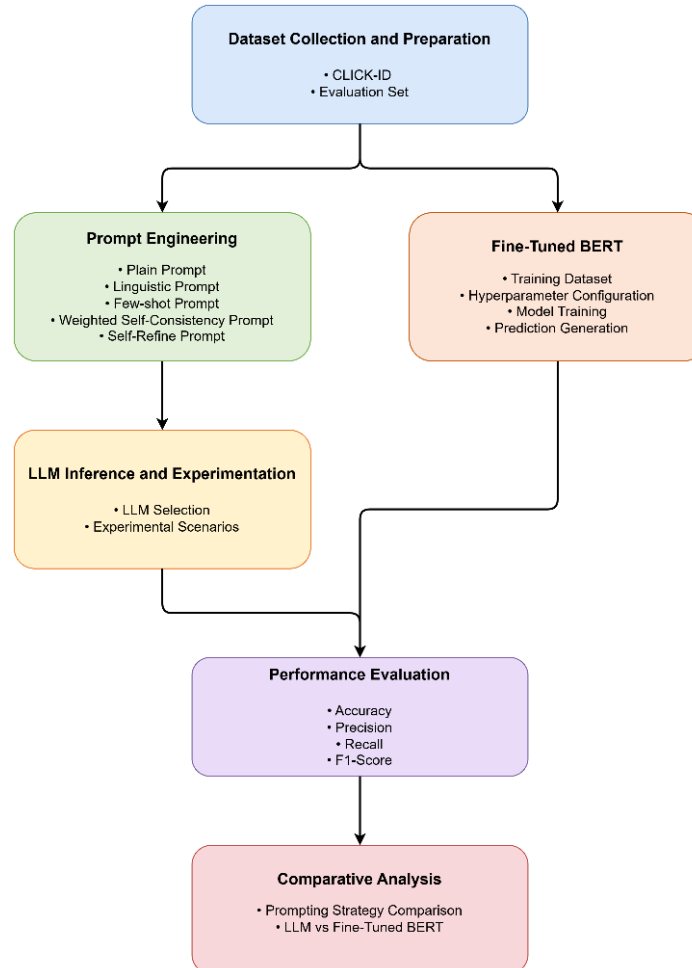 Dataset Collection and Preparation
• CLICK-ID
• Evaluation Set
Prompt Engineering
• Plain Prompt
• Linguistic Prompt
• Few-shot Prompt
• Weighted Self-Consistency Prompt
• Self-Refine Prompt
Fine-Tuned BERT
• Training Dataset
• Hyperparameter Configuration
• Model Training
• Prediction Generation
LLM Inference and Experimentation
• LLM Selection
• Experimental Scenarios
Performance Evaluation
• Accuracy
• Precision
• Recall
• F1-Score
Comparative Analysis
• Prompting Strategy Comparison
• LLM vs Fine-Tuned BERT